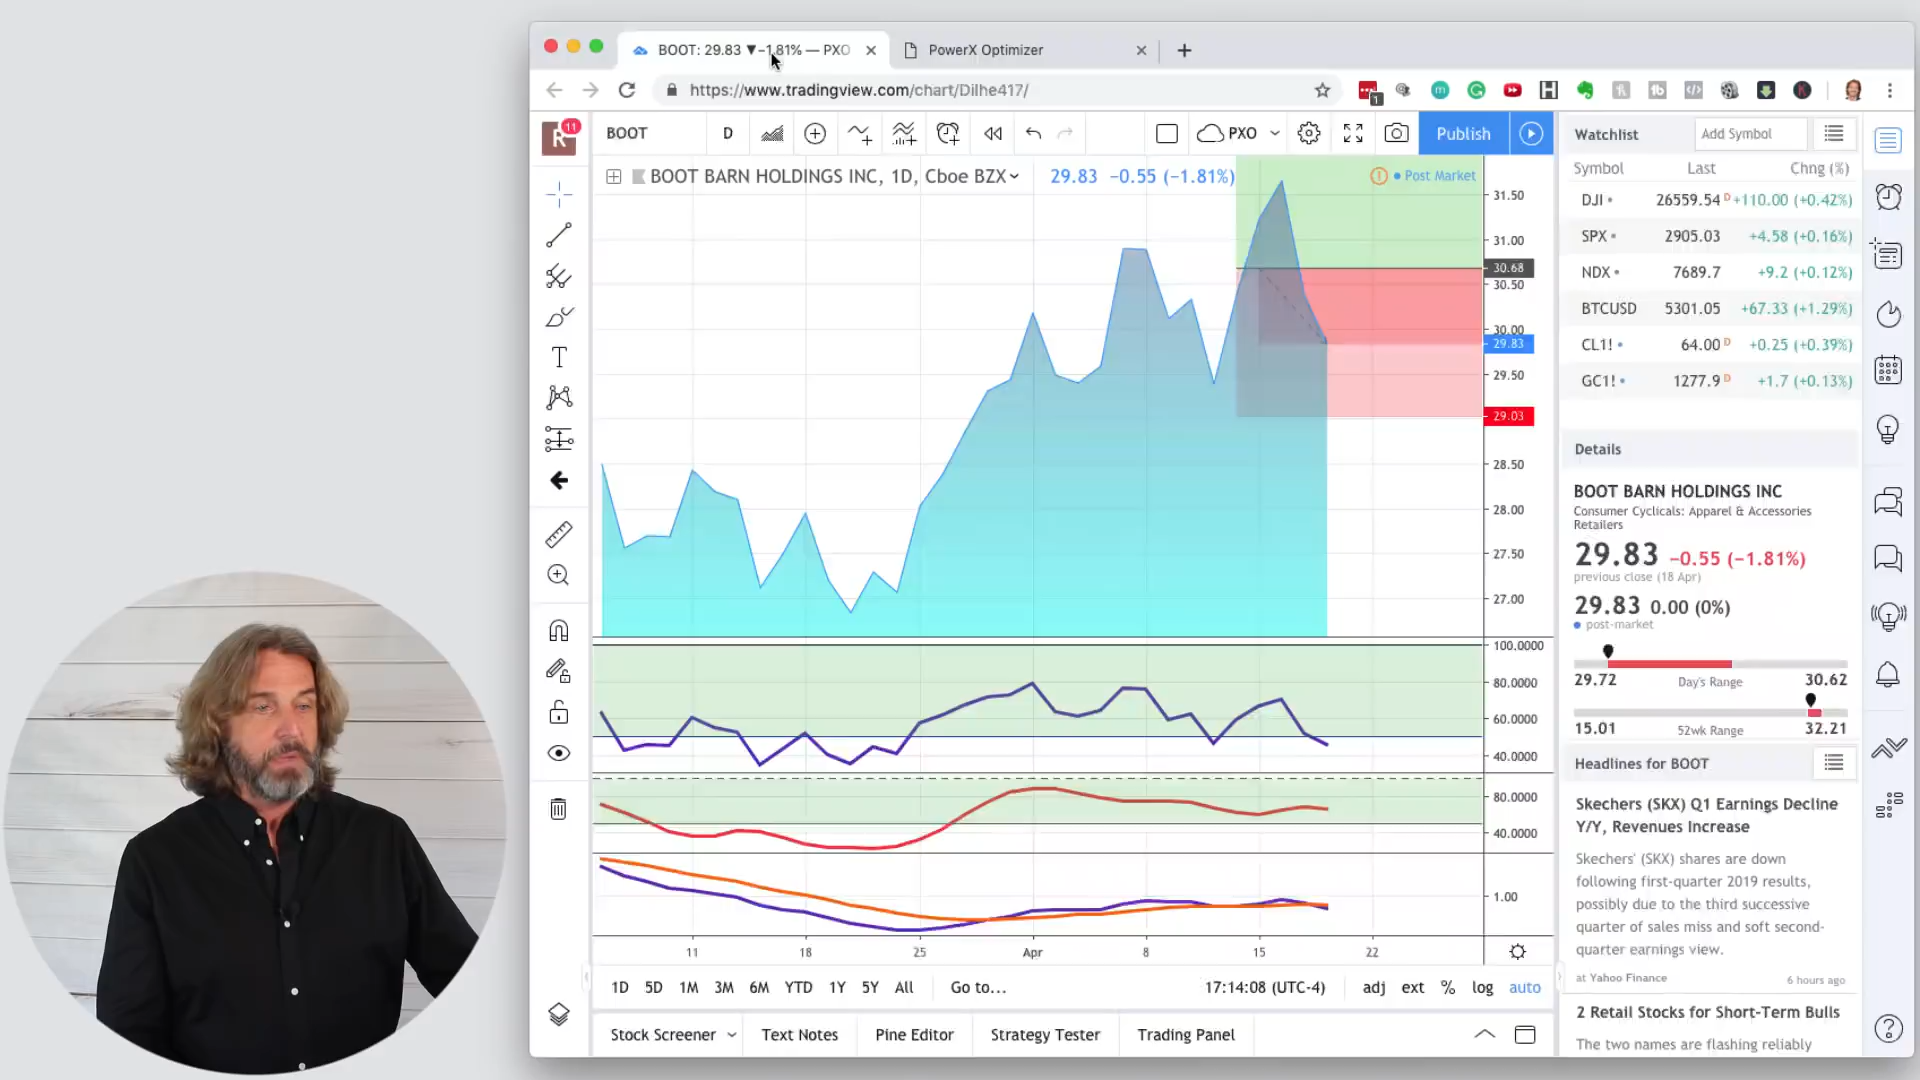 BOOT: 29.83 ▼−1.81% — PXO
PowerX Optimizer
https://www.tradingview.com/chart/Dilhe417/
1
R
11
BOOT
D
PXO
Publish
BOOT BARN HOLDINGS INC, 1D, Cboe BZX
29.83 −0.55 (−1.81%)
Post Market
31.50
31.00
30.68
30.50
30.00
29.83
29.50
29.03
28.50
28.00
27.50
27.00
100.0000
80.0000
60.0000
40.0000
80.0000
40.0000
1.00
11
18
25
Apr
8
15
22
1D 5D 1M 3M 6M YTD 1Y 5Y All
Go to...
17:14:08 (UTC-4)
adj ext % log auto
Stock Screener
Text Notes
Pine Editor
Strategy Tester
Trading Panel
Watchlist
Add Symbol
Symbol Last Chng (%)
DJI 26559.54 D +110.00 (+0.42%)
SPX 2905.03 +4.58 (+0.16%)
NDX 7689.7 +9.2 (+0.12%)
BTCUSD 5301.05 +67.33 (+1.29%)
CL1! 64.00 D +0.25 (+0.39%)
GC1! 1277.9 D +1.7 (+0.13%)
Details
BOOT BARN HOLDINGS INC
Consumer Cyclicals: Apparel & Accessories
Retailers
29.83 −0.55 (−1.81%)
previous close (18 Apr)
29.83 0.00 (0%)
post-market
29.72 Day's Range 30.62
15.01 52wk Range 32.21
Headlines for BOOT
Skechers (SKX) Q1 Earnings Decline
Y/Y, Revenues Increase
Skechers' (SKX) shares are down
following first-quarter 2019 results,
possibly due to the third successive
quarter of sales miss and soft second-
quarter earnings view.
at Yahoo Finance
6 hours ago
2 Retail Stocks for Short-Term Bulls
The two names are flashing reliably